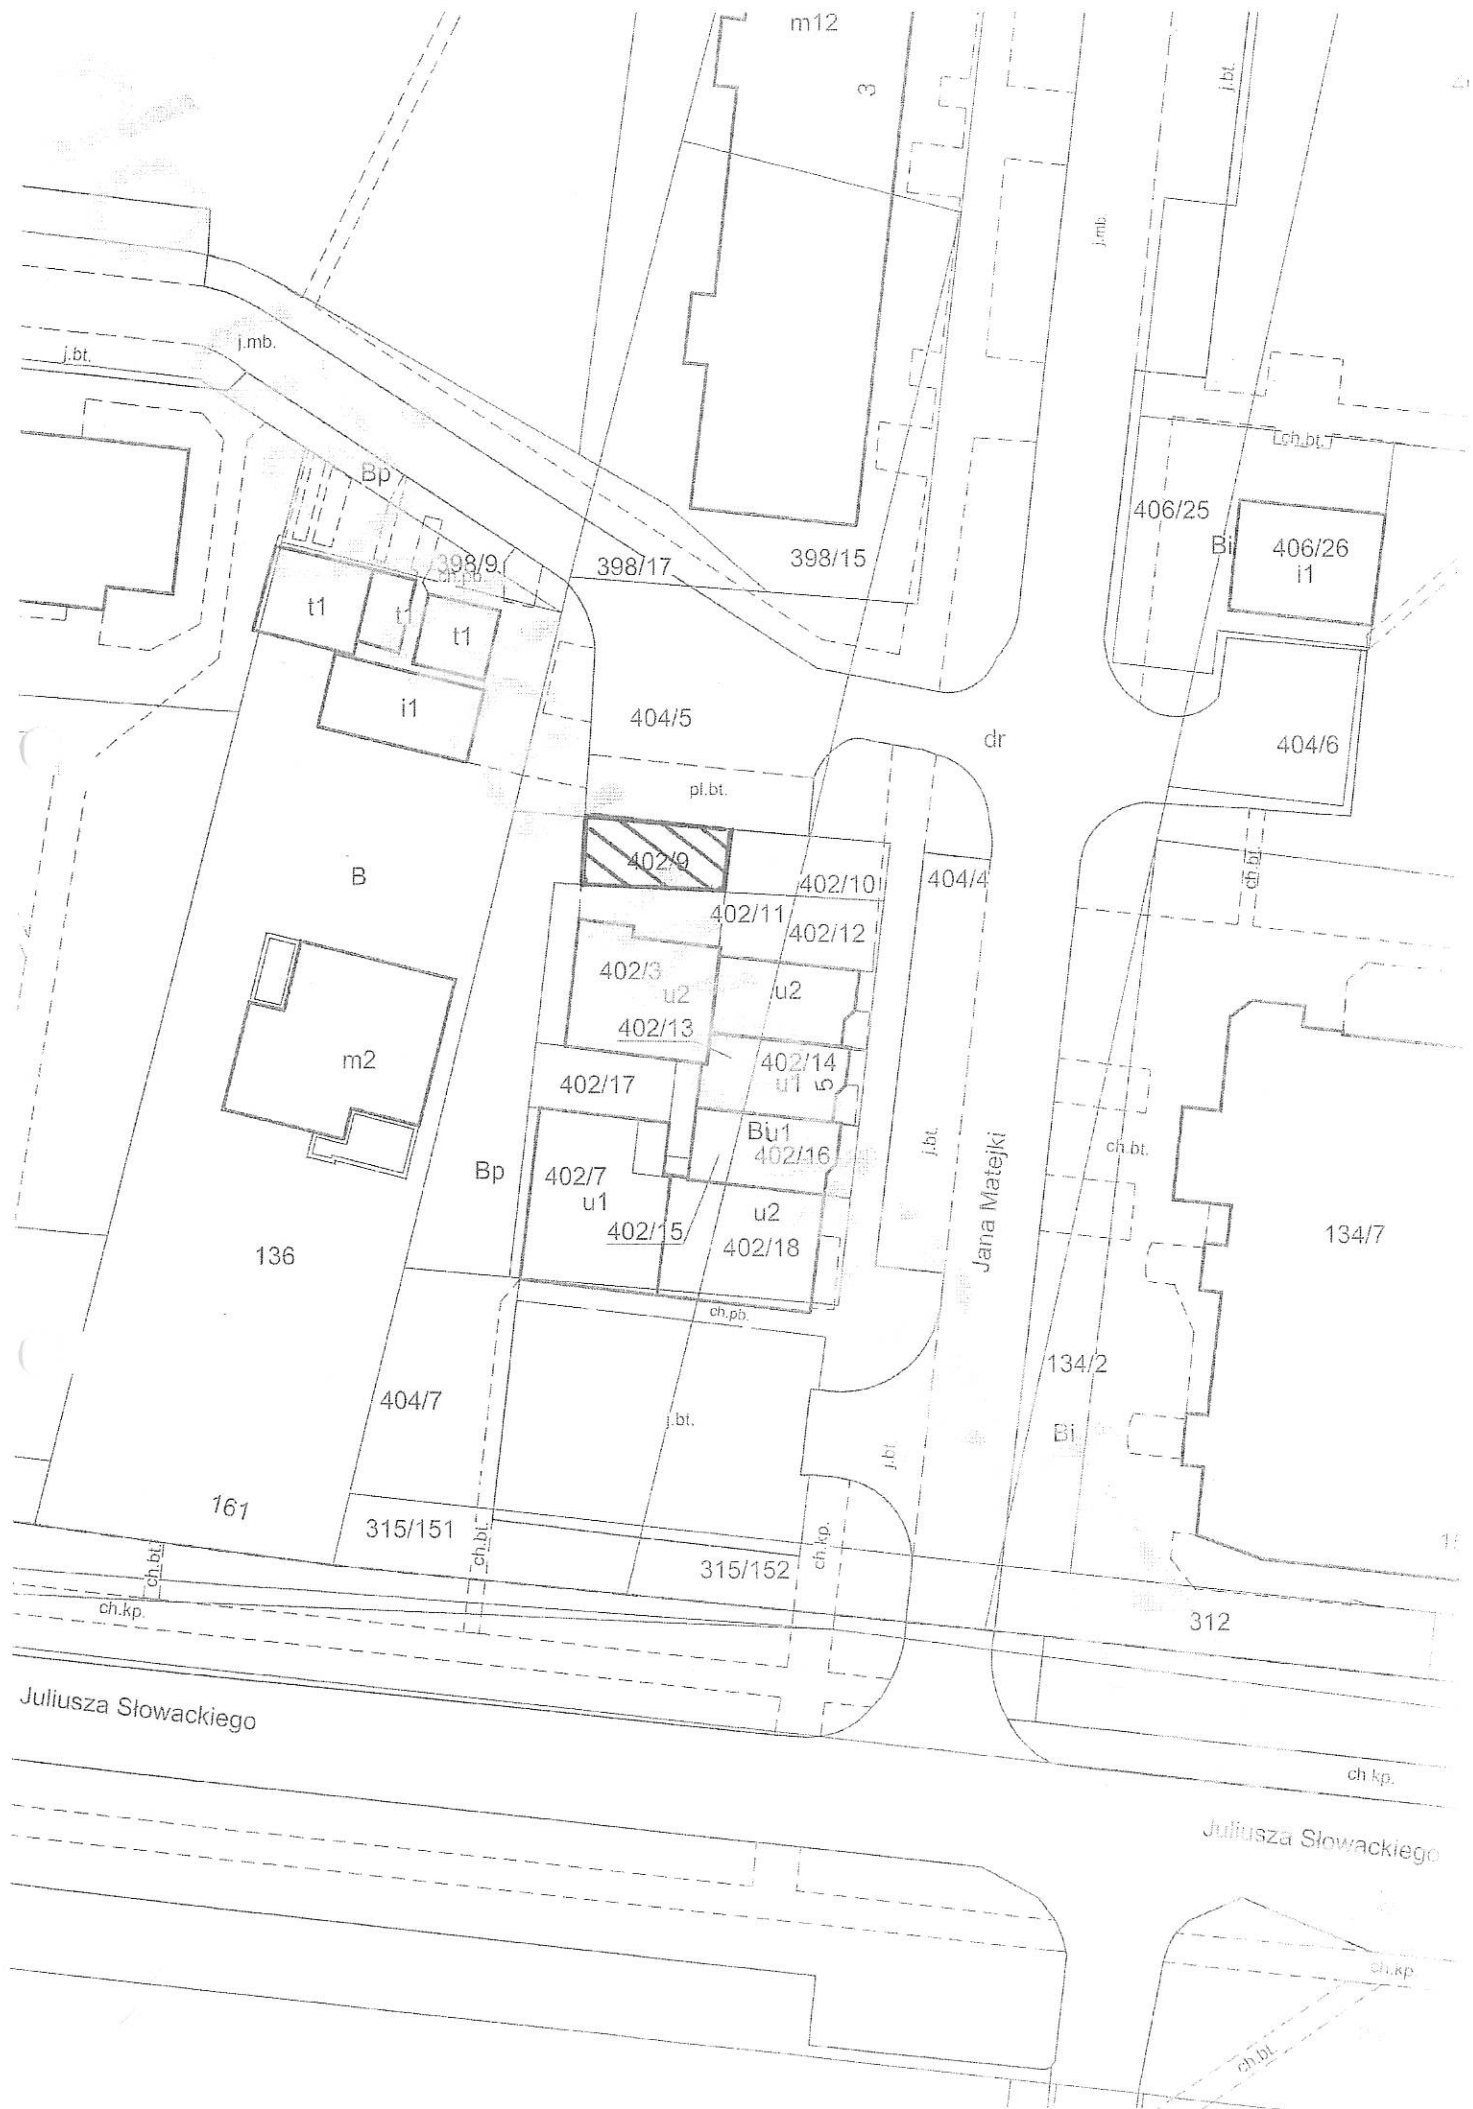 m12
3
j.bt.
j.mb.
j.mb.
j.bt.
Bp
ch.bt.
406/25
Bi
406/26
i1
398/9
ch.pb.
398/17
398/15
t1
t1
t1
i1
404/5
dr
404/6
pl.bt.
402/9
B
402/10
404/4
ch.bt.
402/11
402/12
402/3
u2
u2
402/13
m2
402/14
402/17
u1
5
Bi
u1
402/16
j.bt.
ch.bt.
Jana Matejki
Bp
402/7
u1
402/15
u2
402/18
136
134/7
ch.pb.
134/2
404/7
j.bt.
Bi
j.bt.
161
315/151
ch.bt.
ch.kp.
315/152
ch.bt.
ch.kp.
312
Juliusza Słowackiego
ch.kp.
Juliusza Słowackiego
ch.kp.
ch.bt.